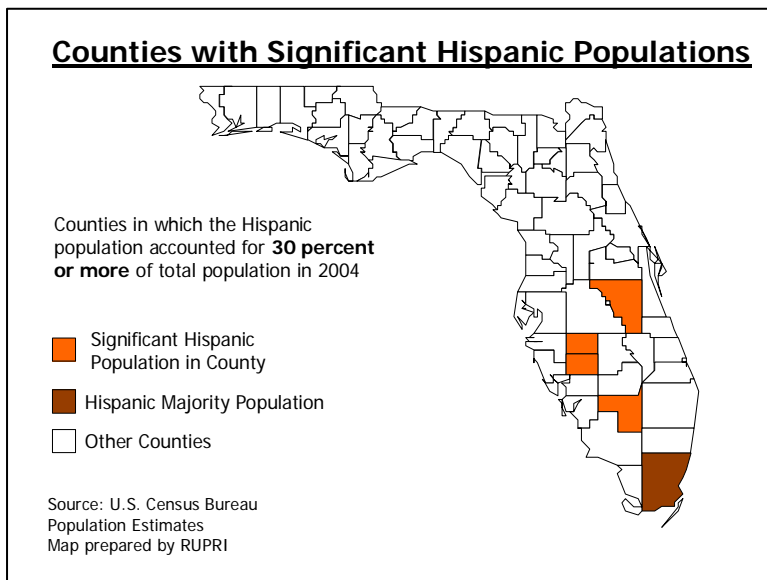 Counties with Significant Hispanic Populations
Counties in which the Hispanic
population accounted for 30 percent
or more of total population in 2004
Significant Hispanic
Population in County
Hispanic Majority Population
Other Counties
Source: U.S. Census Bureau
Population Estimates
Map prepared by RUPRI